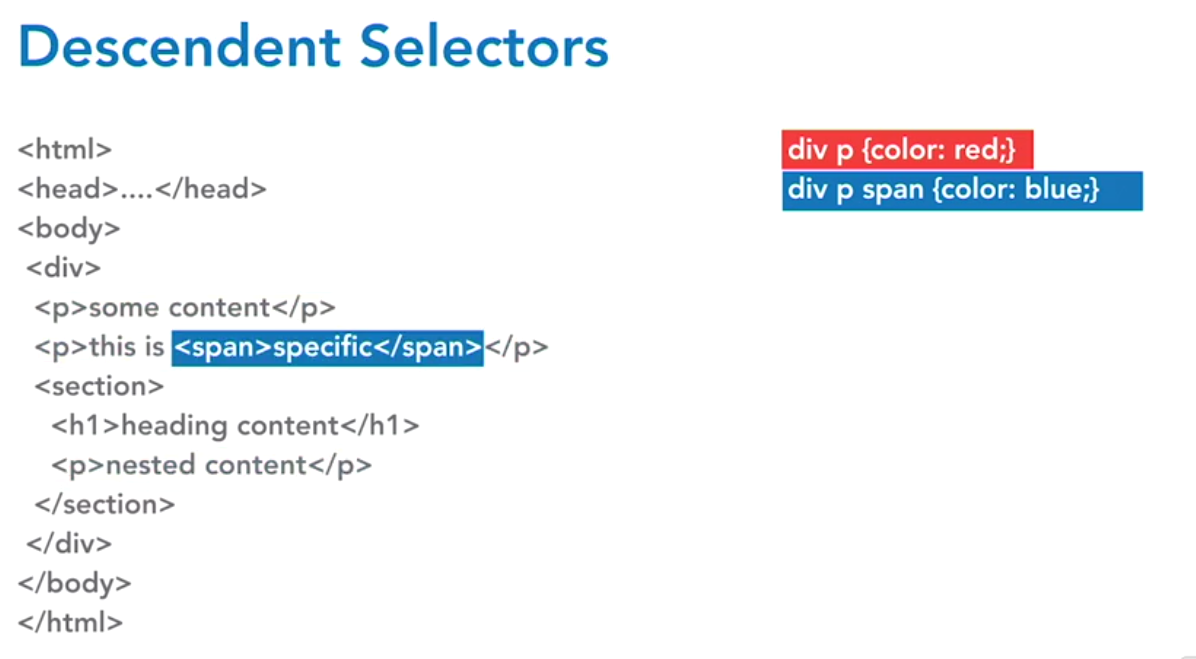 Descendent Selectors
<html>
<head>....</head>
<body>
<div>
<p>some content</p>
<p>this is <span>specific</span></p>
<section>
<h1>heading content</h1>
<p>nested content</p>
</section>
</div>
</body>
</html>
div p {color: red;}
div p span {color: blue;}